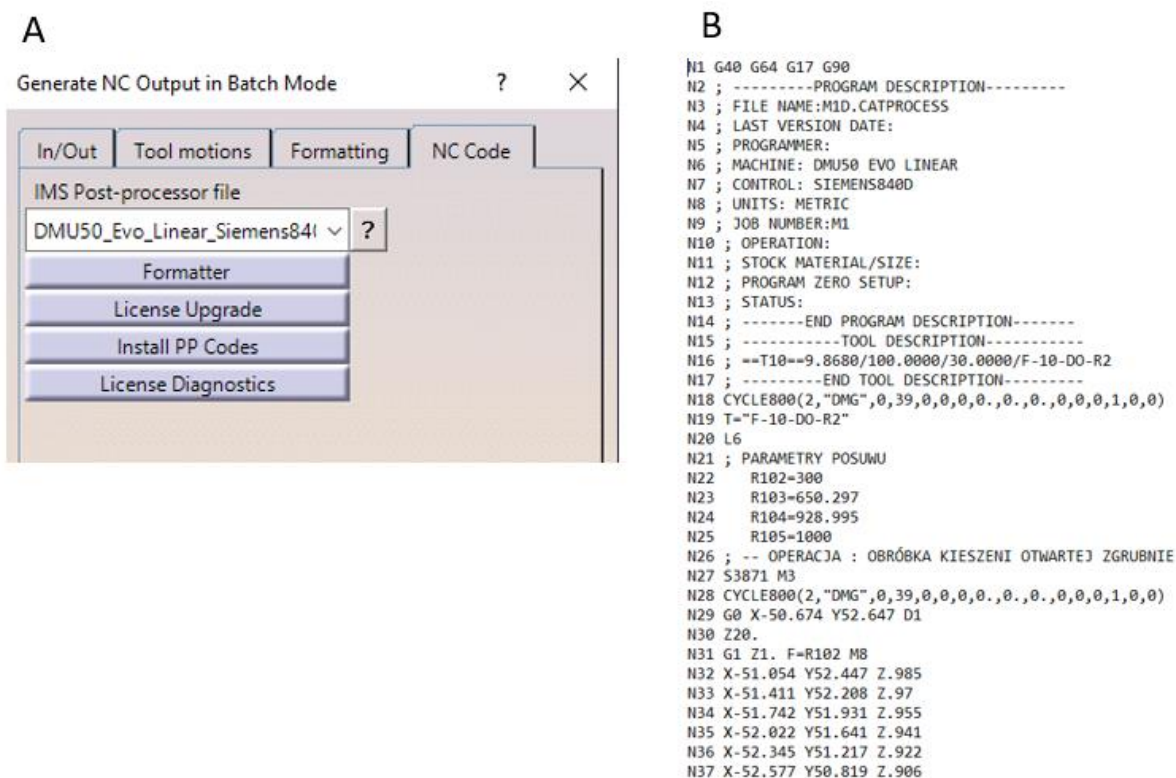 A
Generate NC Output in Batch Mode ? ×
In/Out Tool motions Formatting NC Code
IMS Post-processor file
DMU50_Evo_Linear_Siemens84( ?
Formatter
License Upgrade
Install PP Codes
License Diagnostics
B
N1 G40 G64 G17 G90
N2 ; ---------PROGRAM DESCRIPTION---------
N3 ; FILE NAME:M1D.CATPROCESS
N4 ; LAST VERSION DATE:
N5 ; PROGRAMMER:
N6 ; MACHINE: DMU50 EVO LINEAR
N7 ; CONTROL: SIEMENS840D
N8 ; UNITS: METRIC
N9 ; JOB NUMBER:M1
N10 ; OPERATION:
N11 ; STOCK MATERIAL/SIZE:
N12 ; PROGRAM ZERO SETUP:
N13 ; STATUS:
N14 ; -------END PROGRAM DESCRIPTION-------
N15 ; -----------TOOL DESCRIPTION-----------
N16 ; ==T10==9.8680/100.0000/30.0000/F-10-DO-R2
N17 ; ---------END TOOL DESCRIPTION---------
N18 CYCLE800(2,"DMG",0,39,0,0,0,0.,0.,0.,0,0,0,1,0,0)
N19 T="F-10-DO-R2"
N20 L6
N21 ; PARAMETRY POSUWU
N22 R102=300
N23 R103=650.297
N24 R104=928.995
N25 R105=1000
N26 ; -- OPERACJA : OBRÓBKA KIESZENI OTWARTEJ ZGRUBNIE
N27 S3871 M3
N28 CYCLE800(2,"DMG",0,39,0,0,0,0.,0.,0.,0,0,0,1,0,0)
N29 G0 X-50.674 Y52.647 D1
N30 Z20.
N31 G1 Z1. F=R102 M8
N32 X-51.054 Y52.447 Z.985
N33 X-51.411 Y52.208 Z.97
N34 X-51.742 Y51.931 Z.955
N35 X-52.022 Y51.641 Z.941
N36 X-52.345 Y51.217 Z.922
N37 X-52.577 Y50.819 Z.906